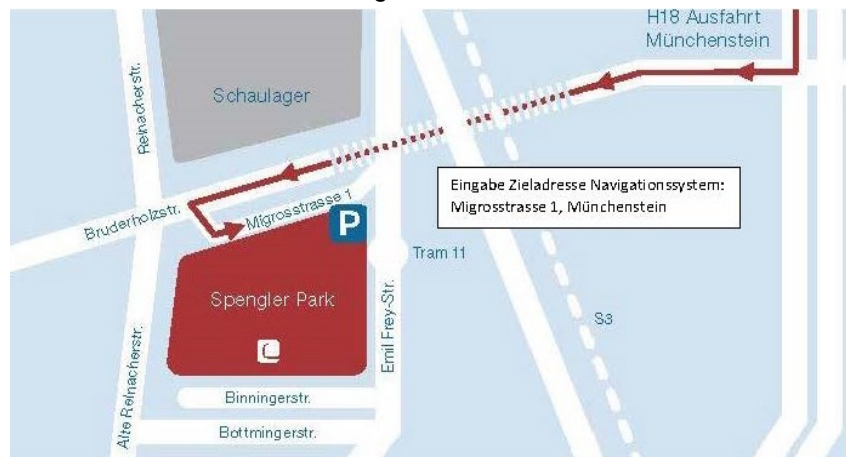 H18 Ausfahrt
Münchenstein
Schaulager
Reinacherstr.
Eingabe Zieladresse Navigationssystem:
Migrosstrasse 1, Münchenstein
Bruderholzstr.
Migrosstrasse 1
P
Tram 11
Spengler Park
S3
Emil Frey-Str.
Alte Reinacherstr.
Binningerstr.
Bottmingerstr.